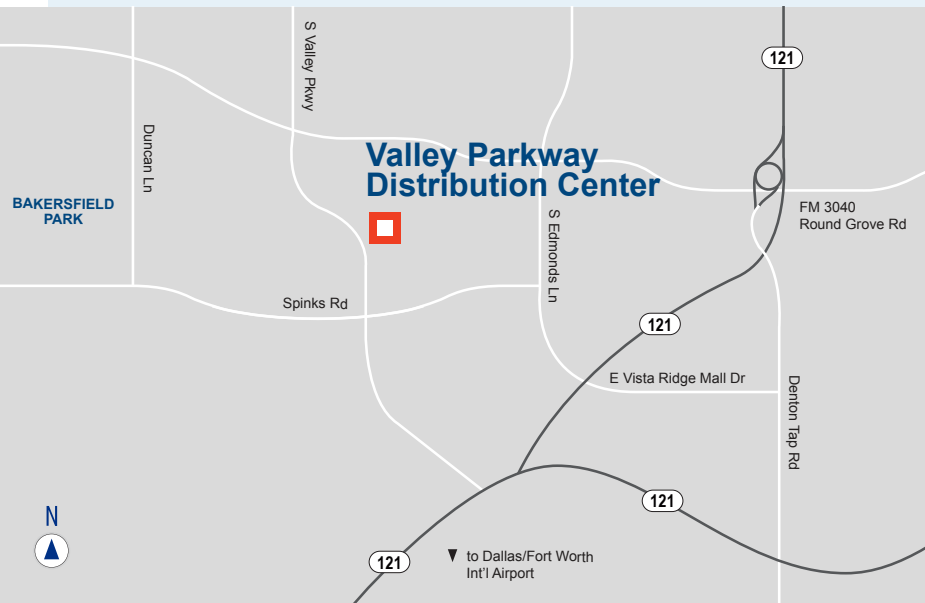 S Valley Pkwy
121
Duncan Ln
Valley Parkway
Distribution Center
BAKERSFIELD
PARK
FM 3040
Round Grove Rd
S Edmonds Ln
Spinks Rd
121
E Vista Ridge Mall Dr
Denton Tap Rd
121
N
121
to Dallas/Fort Worth
Int'l Airport